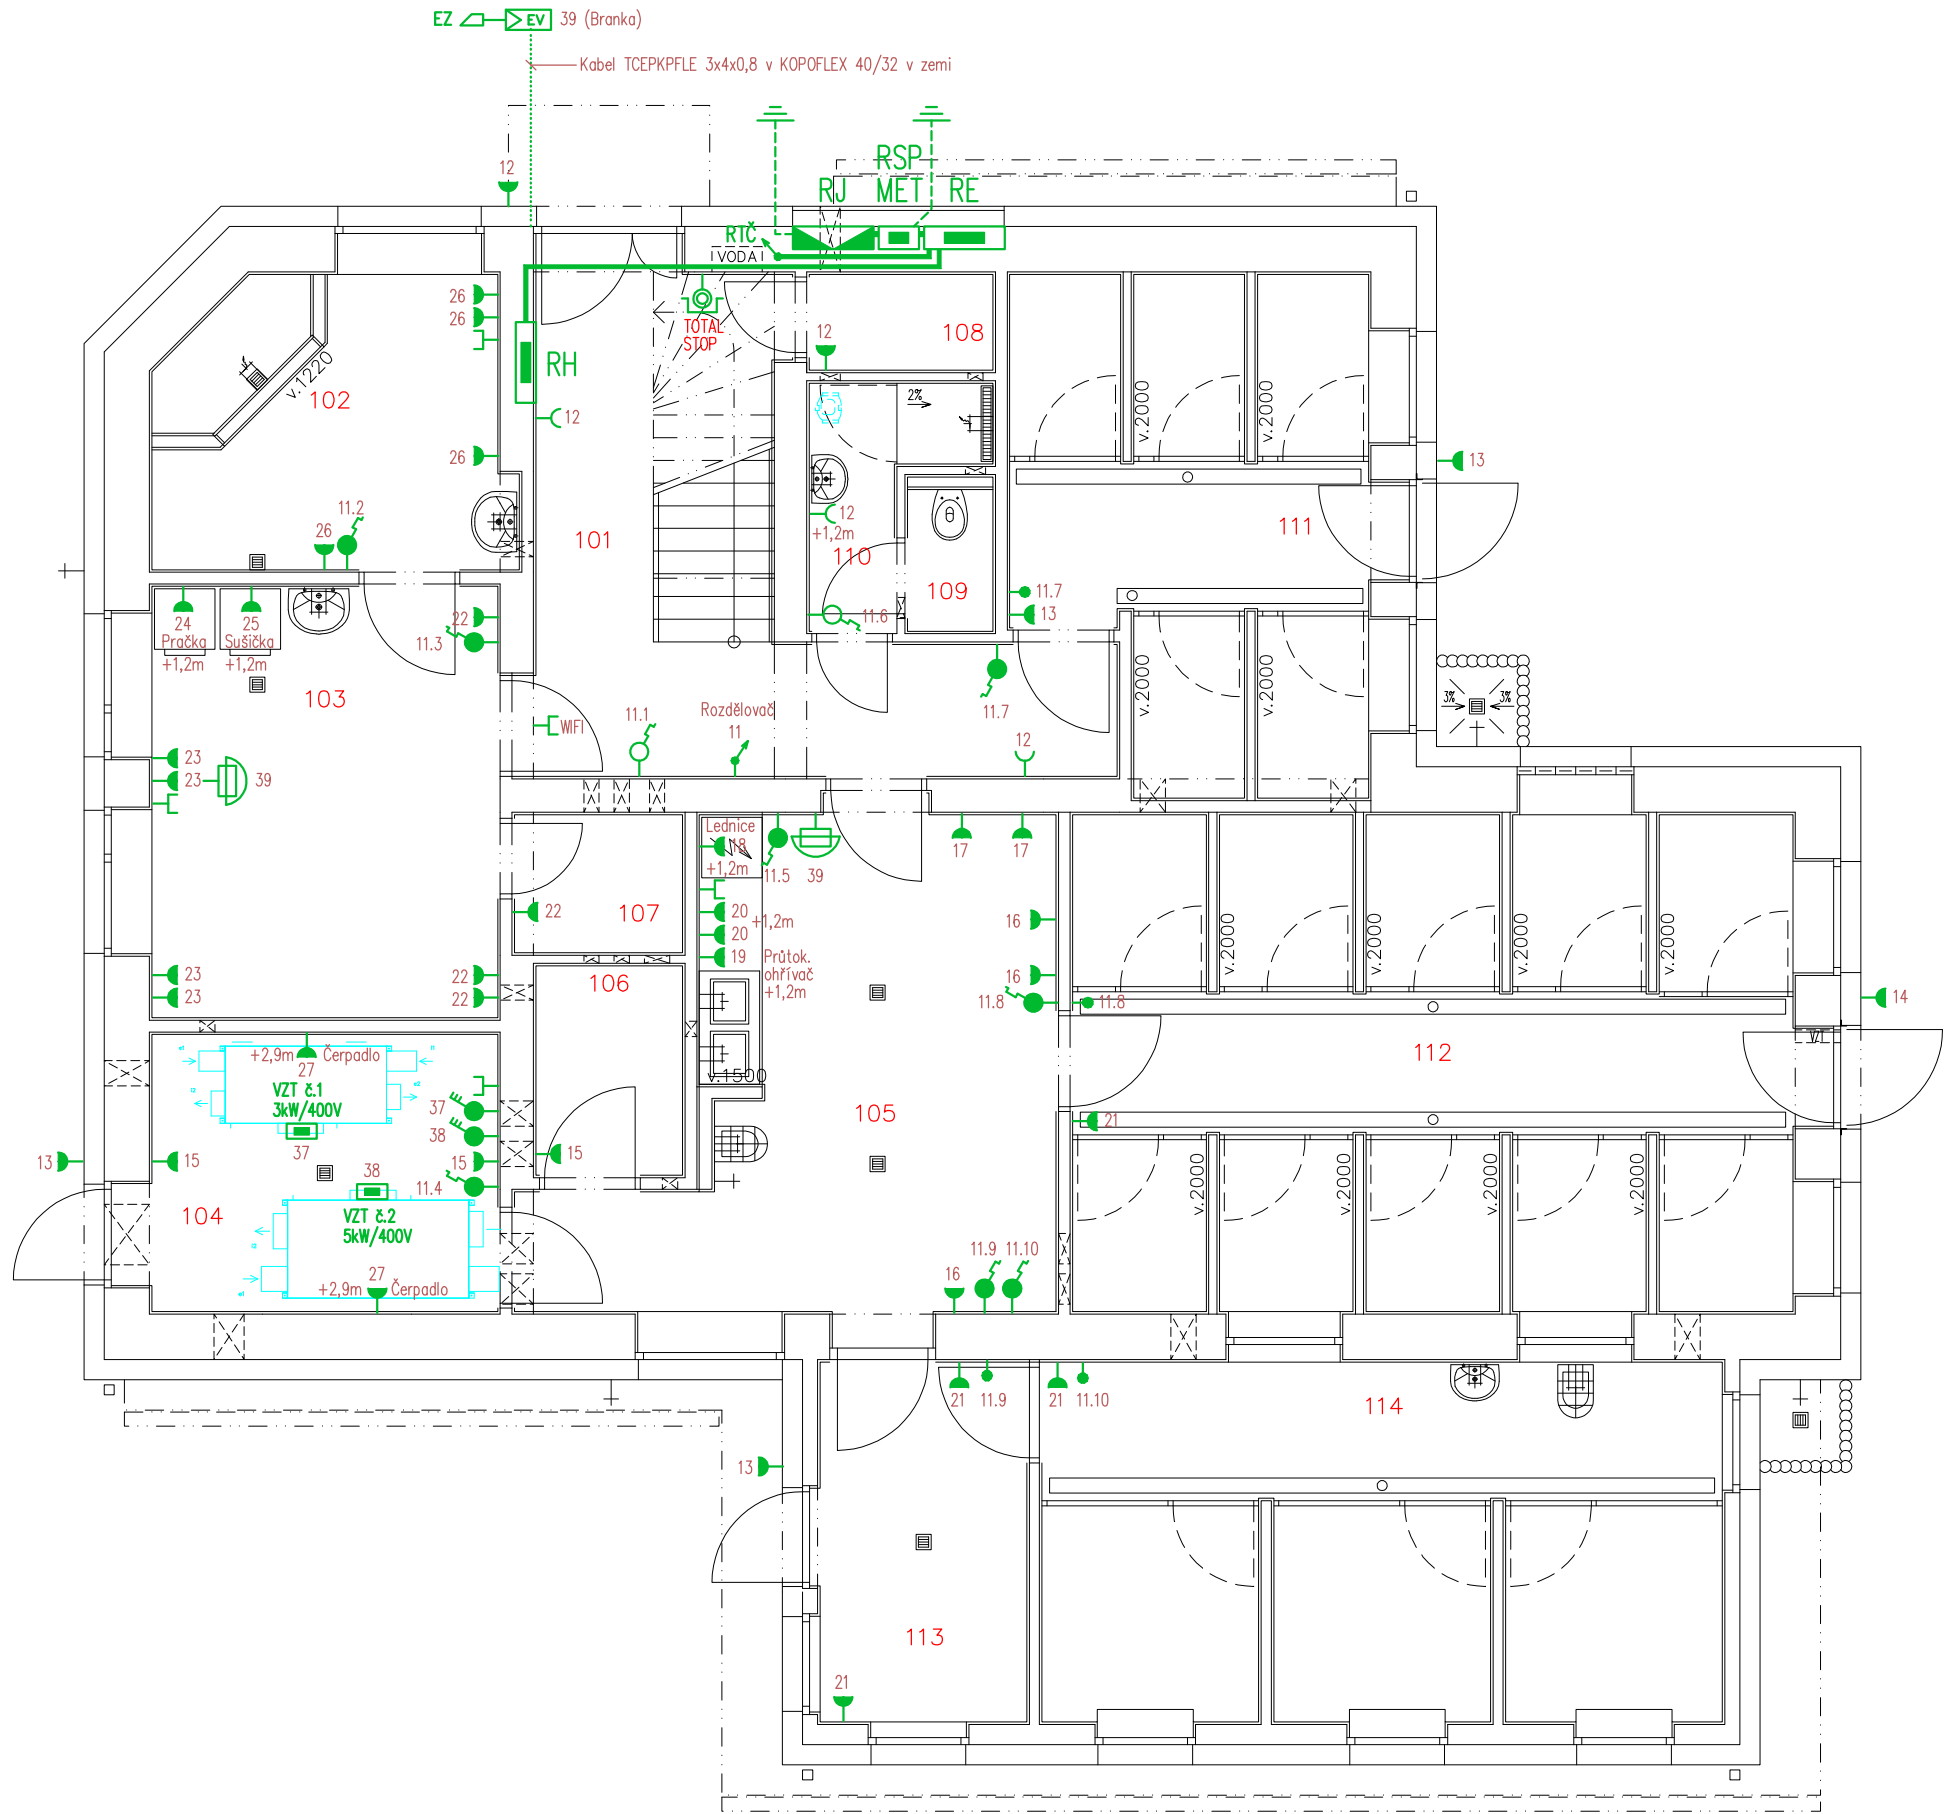 EZ EV 39 (Branka)
Kabel TCEPKPFLE 3x4x0,8 v KOPOFLEX 40/32 v zemi
12
RSP
RJ MET RE
RTČ
VODA
26
26
TOTAL
STOP
108
12
RH
v.1220
102
12
2%
v.2000
v.2000
26
13
11.2
26
101
12
+1,2m
110
111
109
11.7
13
24
Pračka
+1,2m
25
Sušička
+1,2m
22
11.3
11.6
103
v.2000
v.2000
3%
3%
11.1
WIFI
Rozdělovač
11
11.7
12
23
23
39
Lednice
18
+1,2m
11.5
39
17
17
22
107
20
+1,2m
20
19
Průtok.
ohřívač
+1,2m
16
v.2000
v.2000
v.2000
v.2000
23
23
22
22
106
16
11.8
11.8
14
+2,9m Čerpadlo
27
VZT č.1
3kW/400V
37
37
38
v.1500
105
112
VZT
21
13
15
38
15
15
11.4
104
VZT č.2
5kW/400V
27
+2,9m Čerpadlo
v.2000
v.2000
v.2000
v.2000
11.9
11.10
16
21
11.9
21
11.10
114
13
113
21